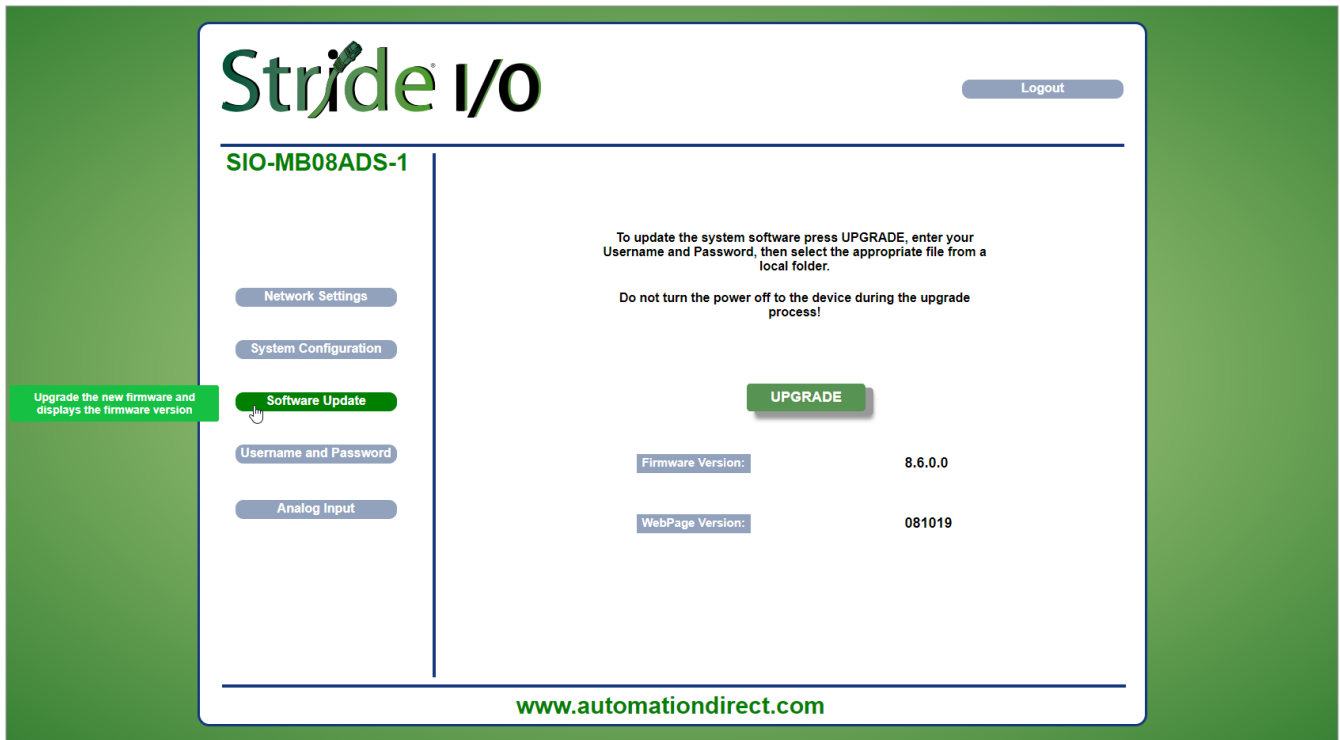 Stride I/O
Logout
SIO-MB08ADS-1
To update the system software press UPGRADE, enter your
Username and Password, then select the appropriate file from a
local folder.
Do not turn the power off to the device during the upgrade
process!
Network Settings
System Configuration
Upgrade the new firmware and
displays the firmware version
Software Update
UPGRADE
Username and Password
Firmware Version: 8.6.0.0
Analog Input
WebPage Version: 081019
www.automationdirect.com